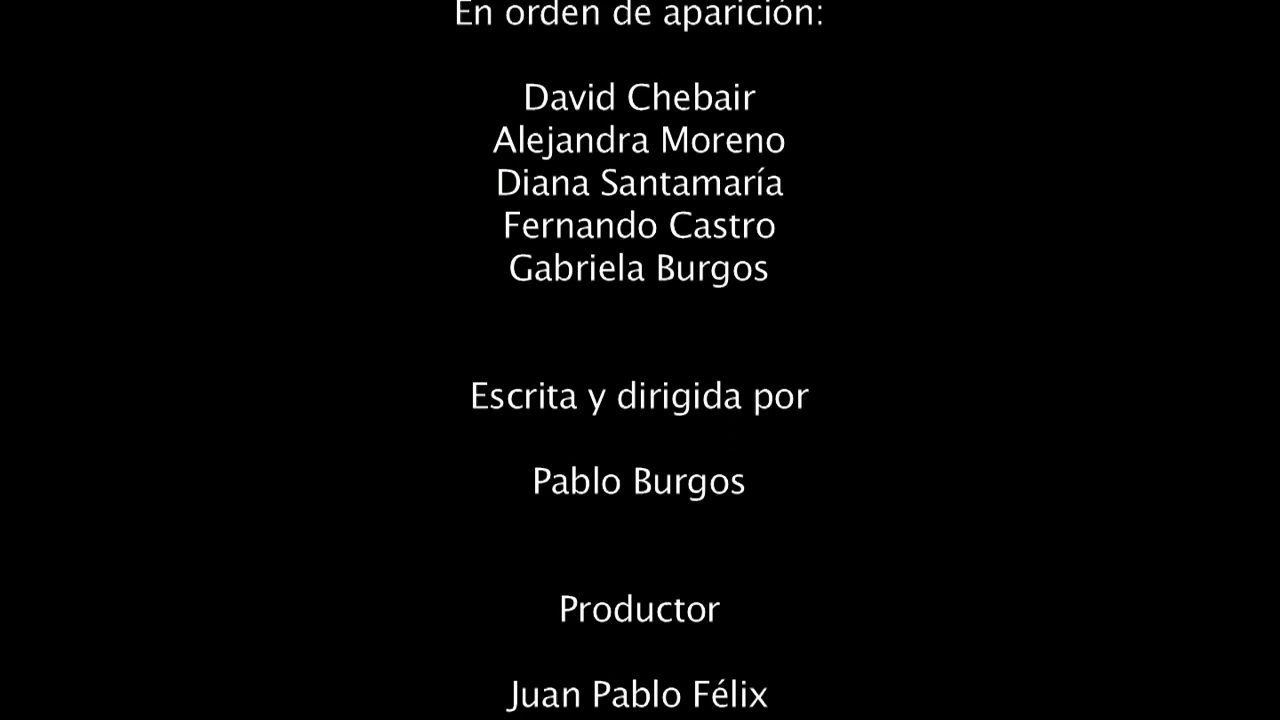 En orden de aparición:
David Chebair
Alejandra Moreno
Diana Santamaría
Fernando Castro
Gabriela Burgos
Escrita y dirigida por
Pablo Burgos
Productor
Juan Pablo Félix